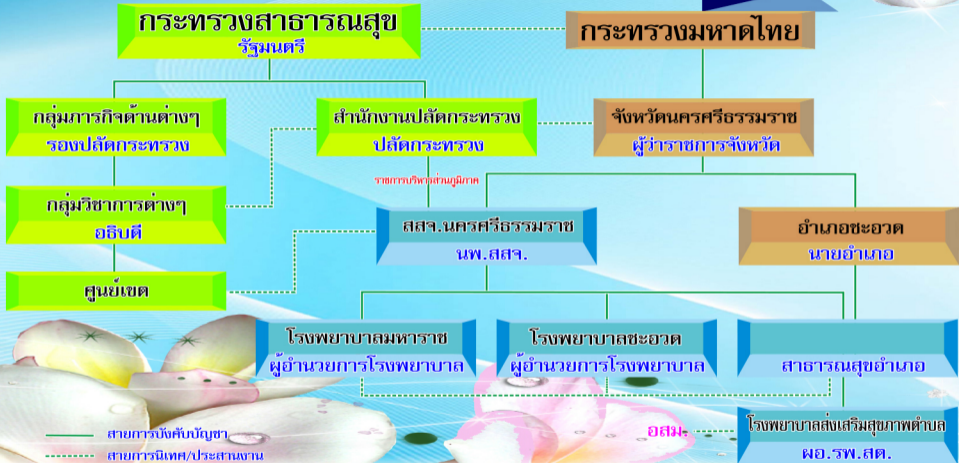 กระทรวงสาธารณสุข
รัฐมนตรี
กระทรวงมหาดไทย
กลุ่มภารกิจด้านต่างๆ
รองปลัดกระทรวง
สำนักงานปลัดกระทรวง
ปลัดกระทรวง
จังหวัดนครศรีธรรมราช
ผู้ว่าราชการจังหวัด
ราชการบริหารส่วนภูมิภาค
กลุ่มวิชาการต่างๆ
อธิบดี
สสจ.นครศรีธรรมราช
นพ.สสจ.
อำเภอชะอวด
นายอำเภอ
ศูนย์เขต
โรงพยาบาลมหาราช
ผู้อำนวยการโรงพยาบาล
โรงพยาบาลชะอวด
ผู้อำนวยการโรงพยาบาล
สาธารณสุขอำเภอ
อสม.
โรงพยาบาลส่งเสริมสุขภาพตำบล
ผอ.รพ.สต.
สายการบังคับบัญชา
สายการนิเทศ/ประสานงาน